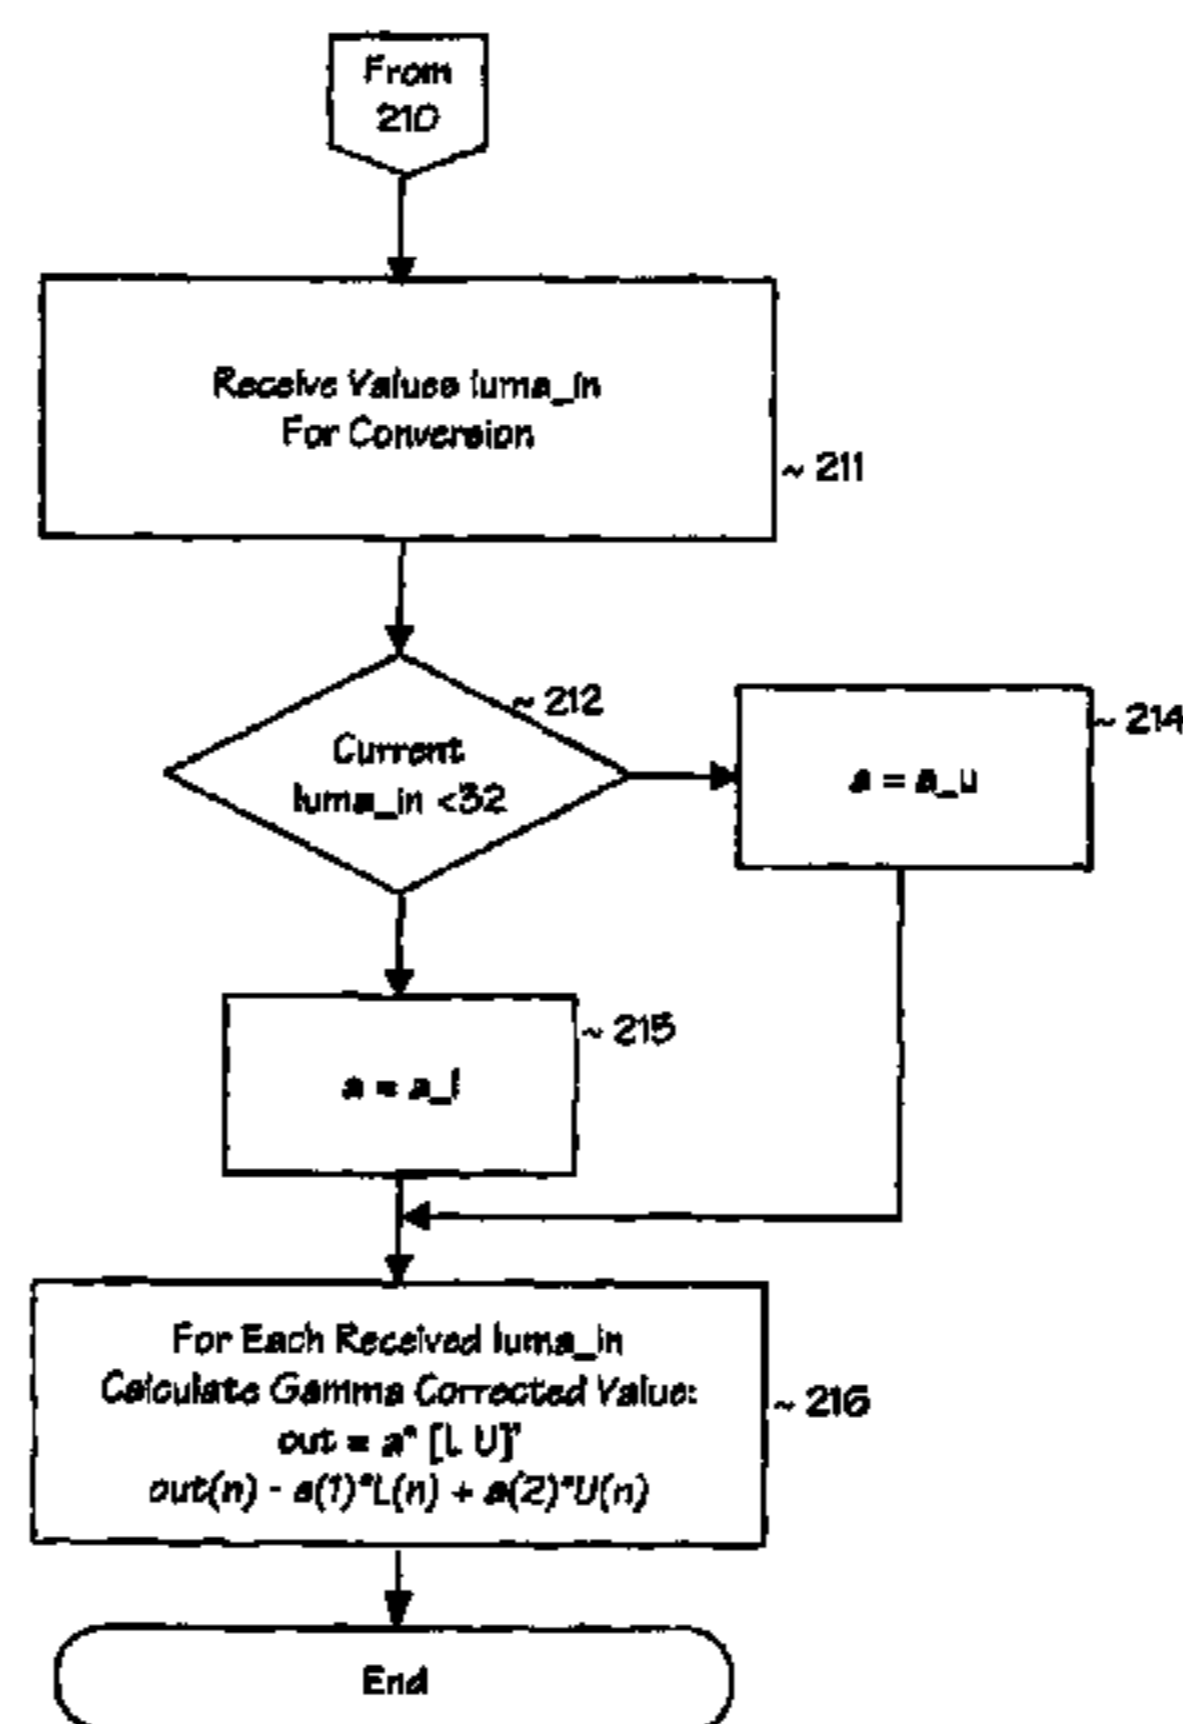 From
210
Receive Values luma_in
For Conversion
~ 211
~ 212
Current
luma_in <32
~ 214
a = a_u
~ 215
a = a_l
For Each Received luma_in
Calculate Gamma Corrected Value:
out = a* [L U]'
out(n) - a(1)*L(n) + a(2)*U(n)
~ 216
End